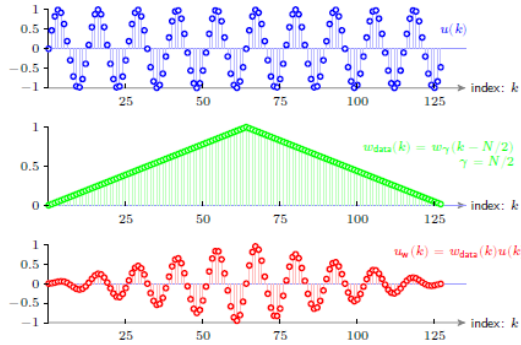 1
0.5
0
−0.5
−1
u(k)
25 50 75 100 125
index: k
1
0.5
0
w_data(k) = w_γ(k − N/2)
γ = N/2
25 50 75 100 125
index: k
1
0.5
0
−0.5
−1
u_w(k) = w_data(k)u(k
25 50 75 100 125
index: k